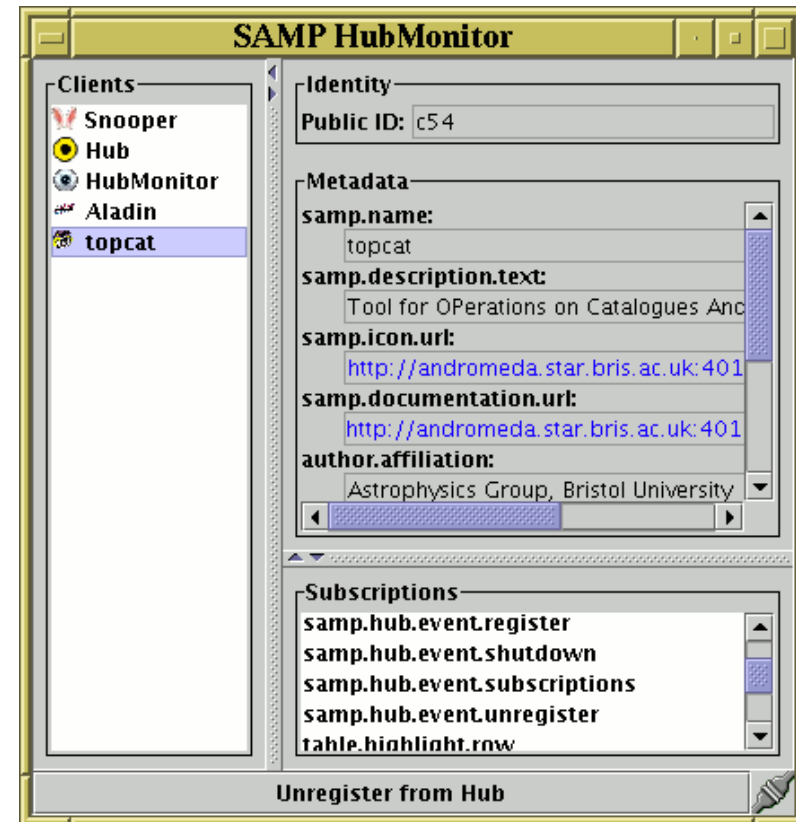 SAMP HubMonitor
Clients
Snooper
Hub
HubMonitor
Aladin
topcat
Identity
Public ID: c54
Metadata
samp.name:
topcat
samp.description.text:
Tool for OPerations on Catalogues Anc
samp.icon.url:
http://andromeda.star.bris.ac.uk:401
samp.documentation.url:
http://andromeda.star.bris.ac.uk:401
author.affiliation:
Astrophysics Group, Bristol University
Subscriptions
samp.hub.event.register
samp.hub.event.shutdown
samp.hub.event.subscriptions
samp.hub.event.unregister
table.highlight.row
Unregister from Hub